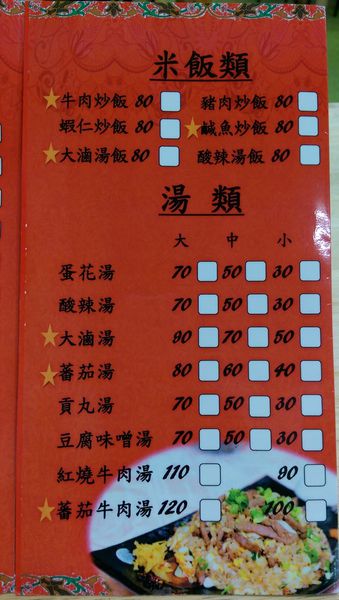 米飯類
★牛肉炒飯 80 豬肉炒飯 80
蝦仁炒飯 80 ★鹹魚炒飯 80
★大滷湯飯 80 酸辣湯飯 80
湯類
大 中 小
蛋花湯 70 50 30
酸辣湯 70 50 30
★大滷湯 90 70 50
★蕃茄湯 80 60 40
貢丸湯 70 50 30
豆腐味噌湯 70 50 30
紅燒牛肉湯 110 90
★蕃茄牛肉湯 120 100